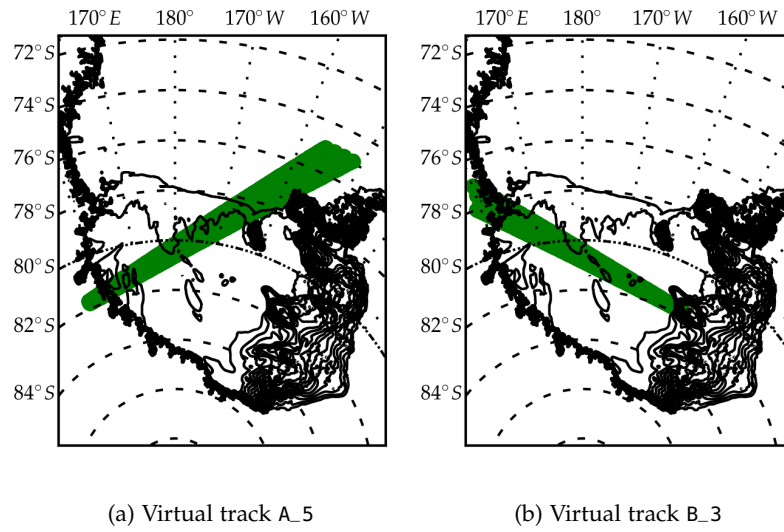 170° E 180° 170° W 160° W
72° S
74° S
76° S
78° S
80° S
82° S
84° S
170° E 180° 170° W 160° W
72° S
74° S
76° S
78° S
80° S
82° S
84° S
(a) Virtual track A_5
(b) Virtual track B_3